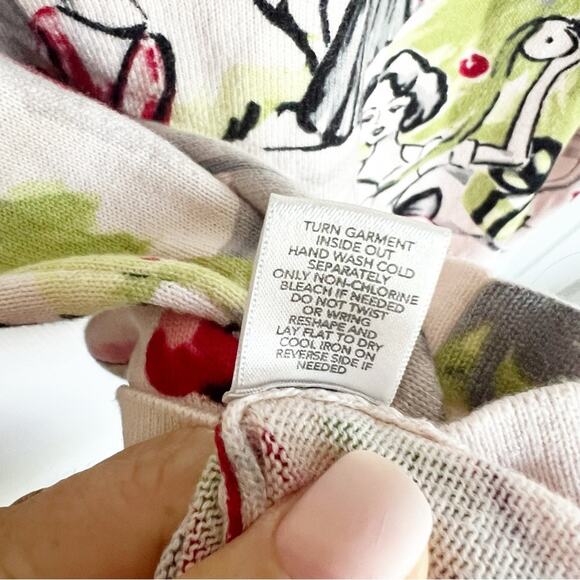 TURN GARMENT
INSIDE OUT
HAND WASH COLD
SEPARATELY
ONLY NON-CHLORINE
BLEACH IF NEEDED
DO NOT TWIST
OR WRING
RESHAPE AND
LAY FLAT TO DRY
COOL IRON ON
REVERSE SIDE IF
NEEDED